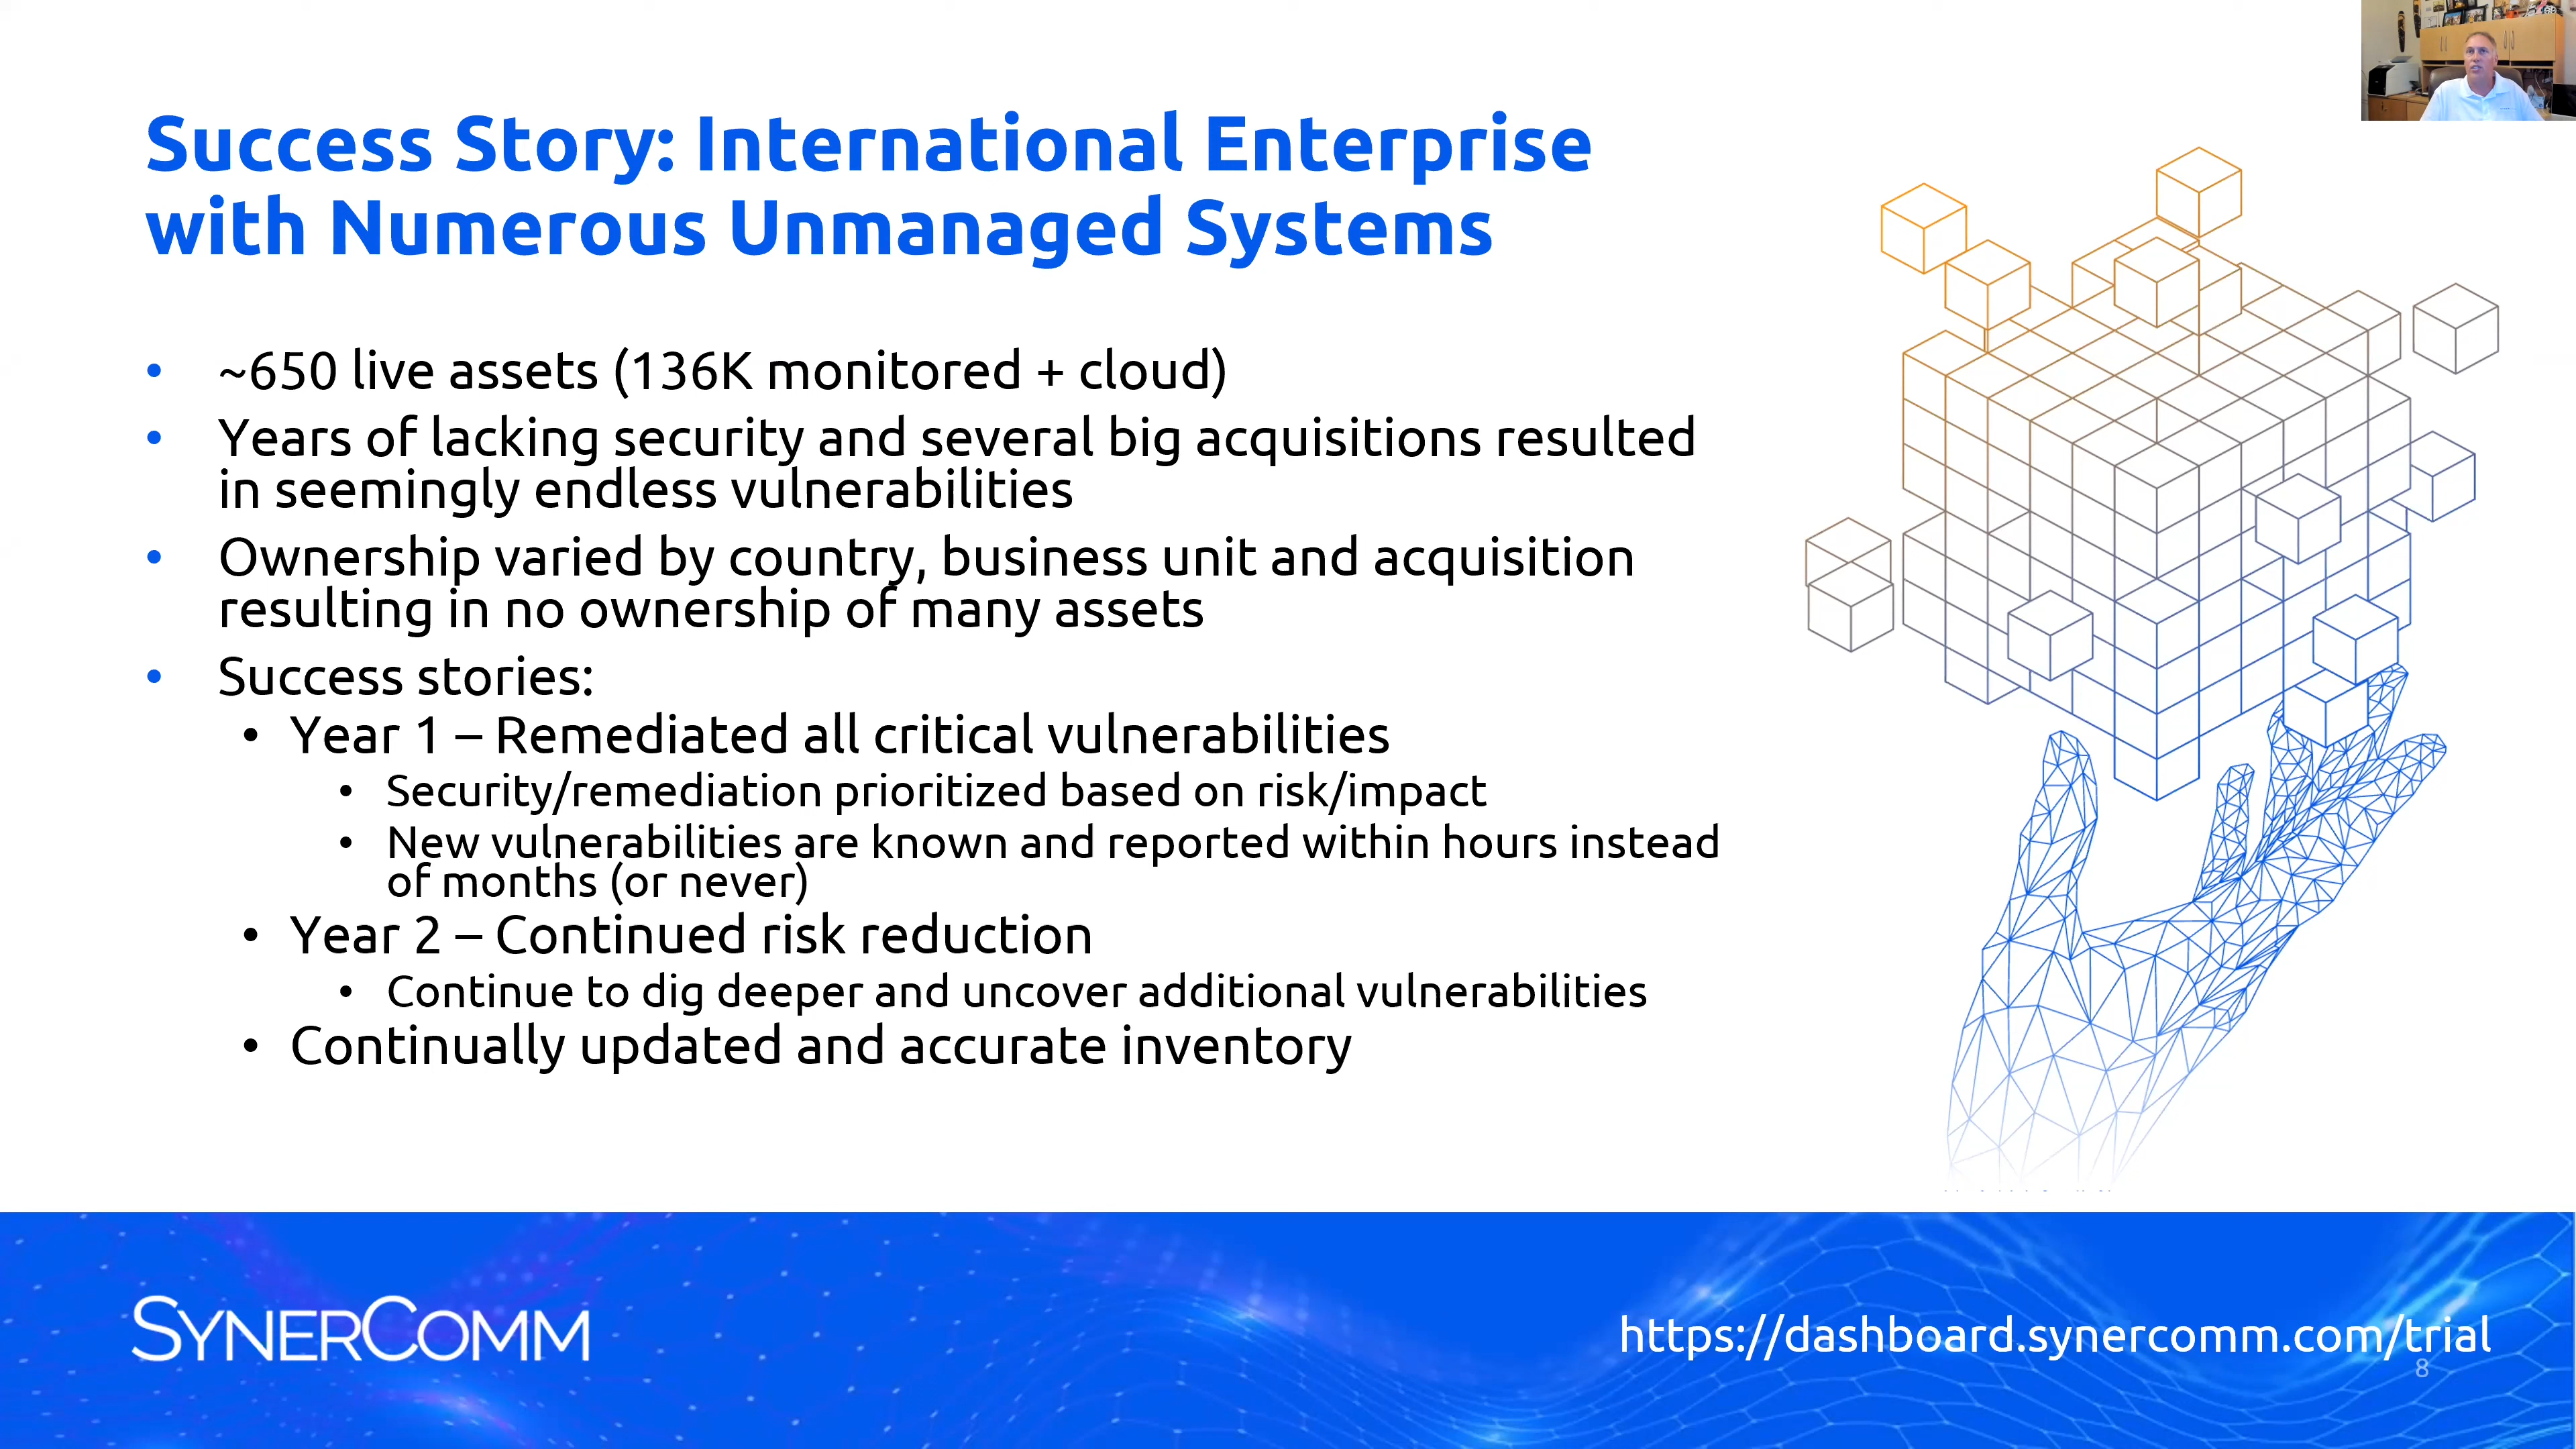 Success Story: International Enterprise
with Numerous Unmanaged Systems
• ~650 live assets (136K monitored + cloud)
• Years of lacking security and several big acquisitions resulted
in seemingly endless vulnerabilities
• Ownership varied by country, business unit and acquisition
resulting in no ownership of many assets
• Success stories:
• Year 1 – Remediated all critical vulnerabilities
• Security/remediation prioritized based on risk/impact
• New vulnerabilities are known and reported within hours instead
of months (or never)
• Year 2 – Continued risk reduction
• Continue to dig deeper and uncover additional vulnerabilities
• Continually updated and accurate inventory
SYNERCOMM
https://dashboard.synercomm.com/trial
8